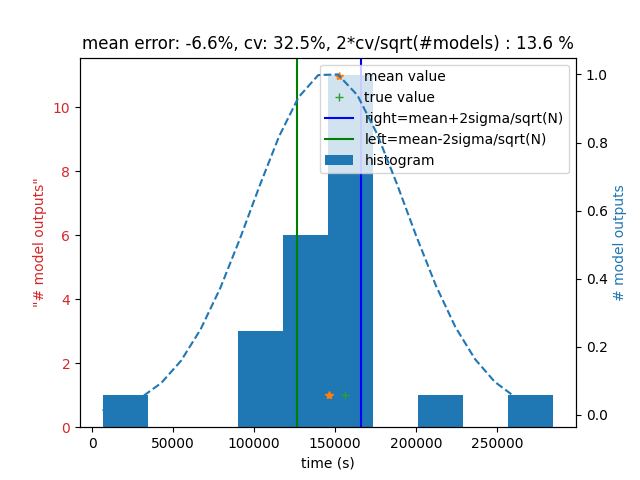 mean error: -6.6%, cv: 32.5%, 2*cv/sqrt(#models) : 13.6 %
mean value
true value
right=mean+2sigma/sqrt(N)
left=mean-2sigma/sqrt(N)
histogram
"# model outputs"
10
8
6
4
2
0
1.0
0.8
0.6
0.4
0.2
0.0
# model outputs
0
50000
100000
150000
200000
250000
time (s)